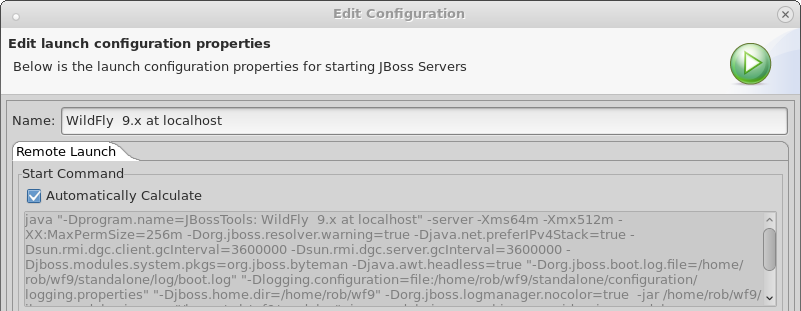 Edit Configuration
Edit launch configuration properties
Below is the launch configuration properties for starting JBoss Servers
Name: WildFly 9.x at localhost
Remote Launch
Start Command
Automatically Calculate
java "-Dprogram.name=JBossTools: WildFly 9.x at localhost" -server -Xms64m -Xmx512m -
XX:MaxPermSize=256m -Dorg.jboss.resolver.warning=true -Djava.net.preferIPv4Stack=true -
Dsun.rmi.dgc.client.gcInterval=3600000 -Dsun.rmi.dgc.server.gcInterval=3600000 -
Djboss.modules.system.pkgs=org.jboss.byteman -Djava.awt.headless=true "-Dorg.jboss.boot.log.file=/home/
rob/wf9/standalone/log/boot.log" "-Dlogging.configuration=file:/home/rob/wf9/standalone/configuration/
logging.properties" "-Djboss.home.dir=/home/rob/wf9" -Dorg.jboss.logmanager.nocolor=true -jar /home/rob/wf9/